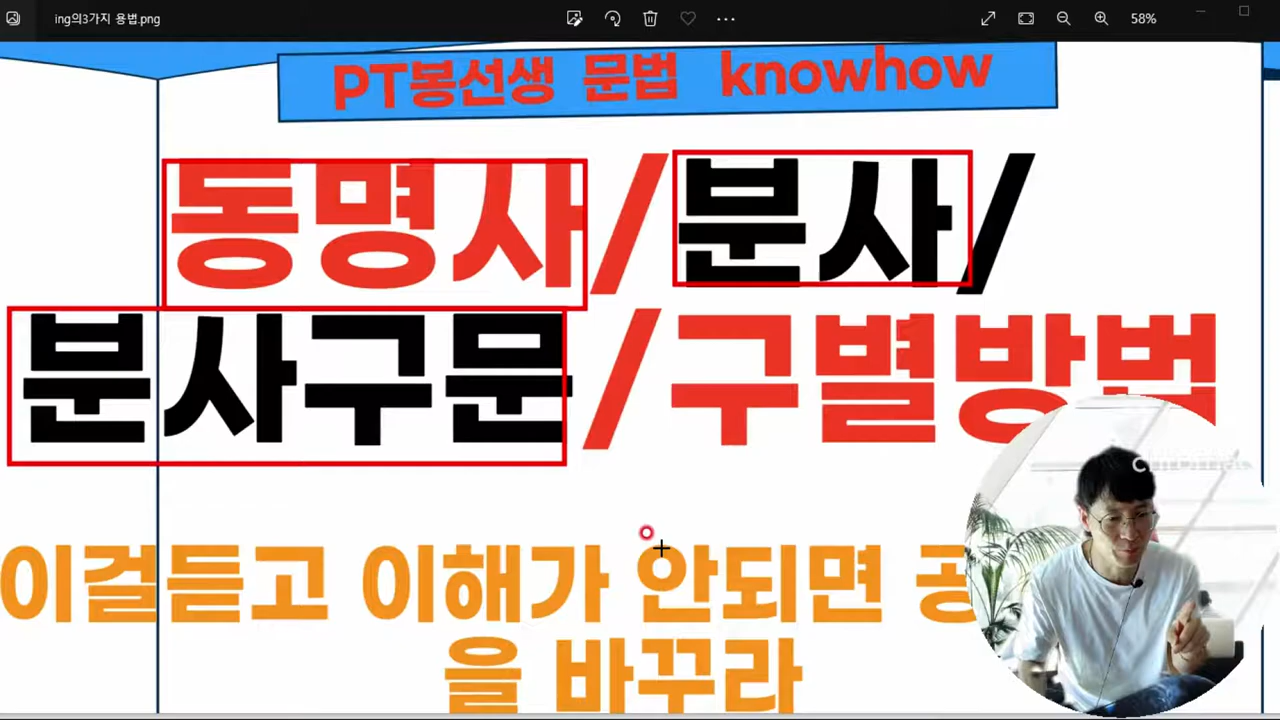 ing의3가지 용법.png
58%
PT봉선생 문법 knowhow
동명사/분사/
분사구문/구별방법
이걸듣고 이해가 안되면
을 바꾸라